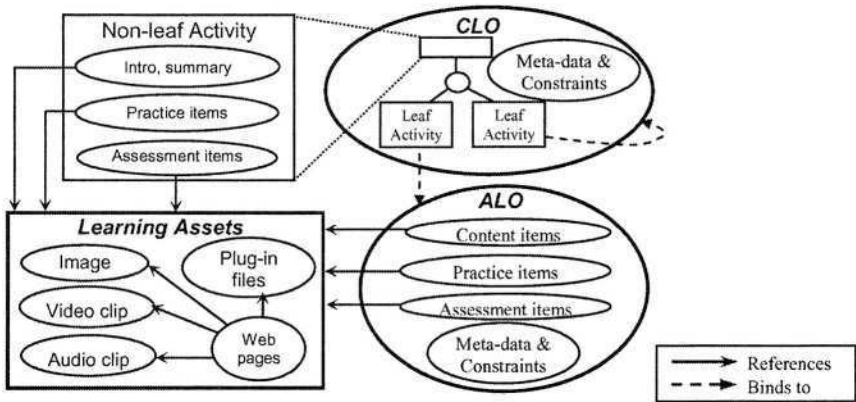 Non-leaf Activity
Intro, summary
Practice items
Assessment items
CLO
Meta-data &
Constraints
Leaf
Activity
Leaf
Activity
Learning Assets
Image
Plug-in
files
Video clip
Web
pages
Audio clip
ALO
Content items
Practice items
Assessment items
Meta-data &
Constraints
References
Binds to